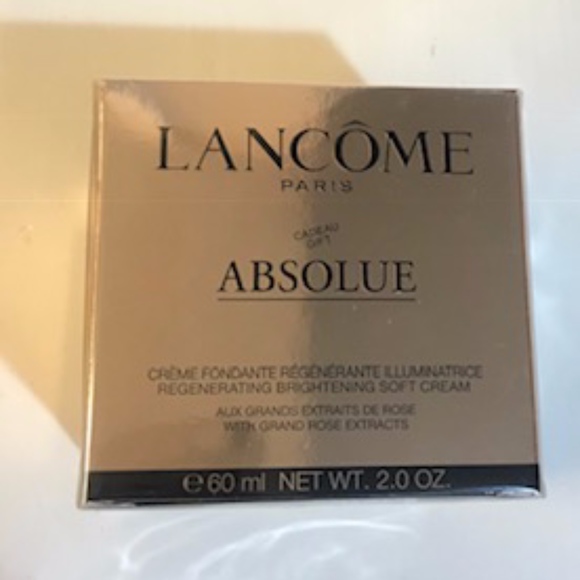 LANCÔME
PARIS
CADEAU
GIFT
ABSOLUE
CRÈME FONDANTE RÉGÉNÉRANTE ILLUMINATRICE
REGENERATING BRIGHTENING SOFT CREAM
AUX GRANDS EXTRAITS DE ROSE
WITH GRAND ROSE EXTRACTS
℮ 60 ml NET WT. 2.0 OZ.